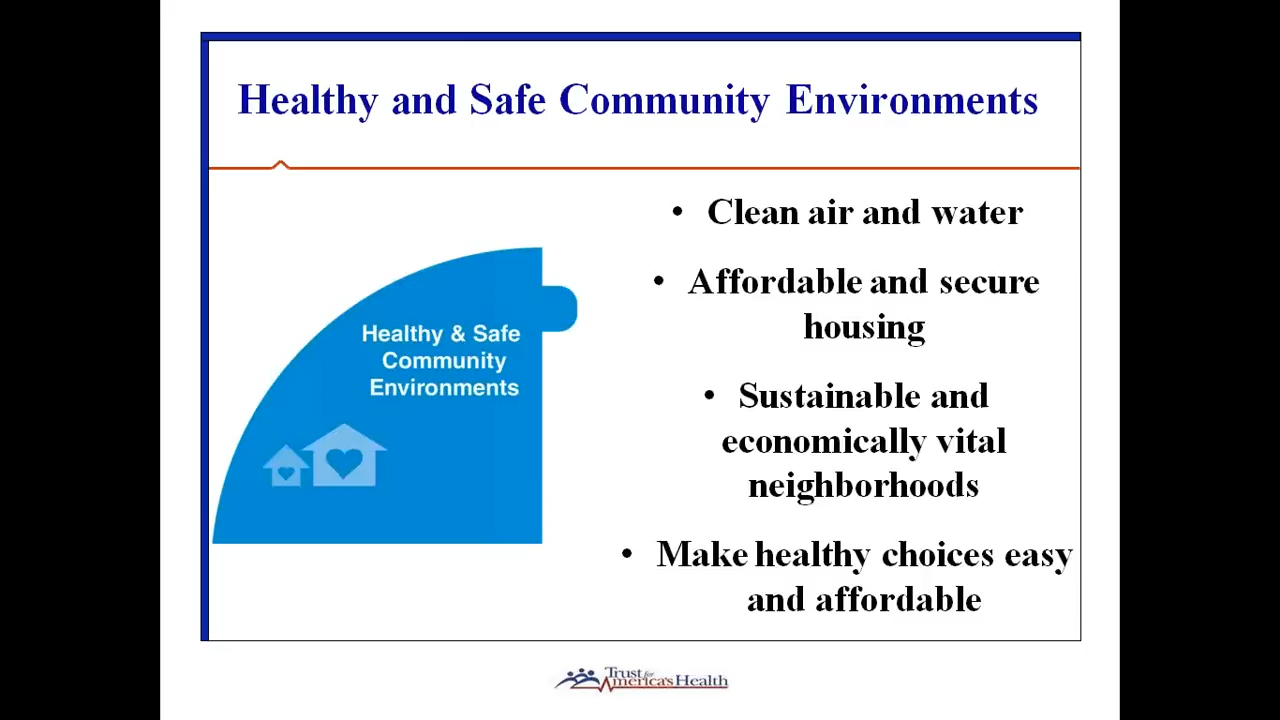 Healthy and Safe Community Environments
Healthy & Safe
Community
Environments
• Clean air and water
• Affordable and secure
housing
• Sustainable and
economically vital
neighborhoods
• Make healthy choices easy
and affordable
Trust for
America's Health